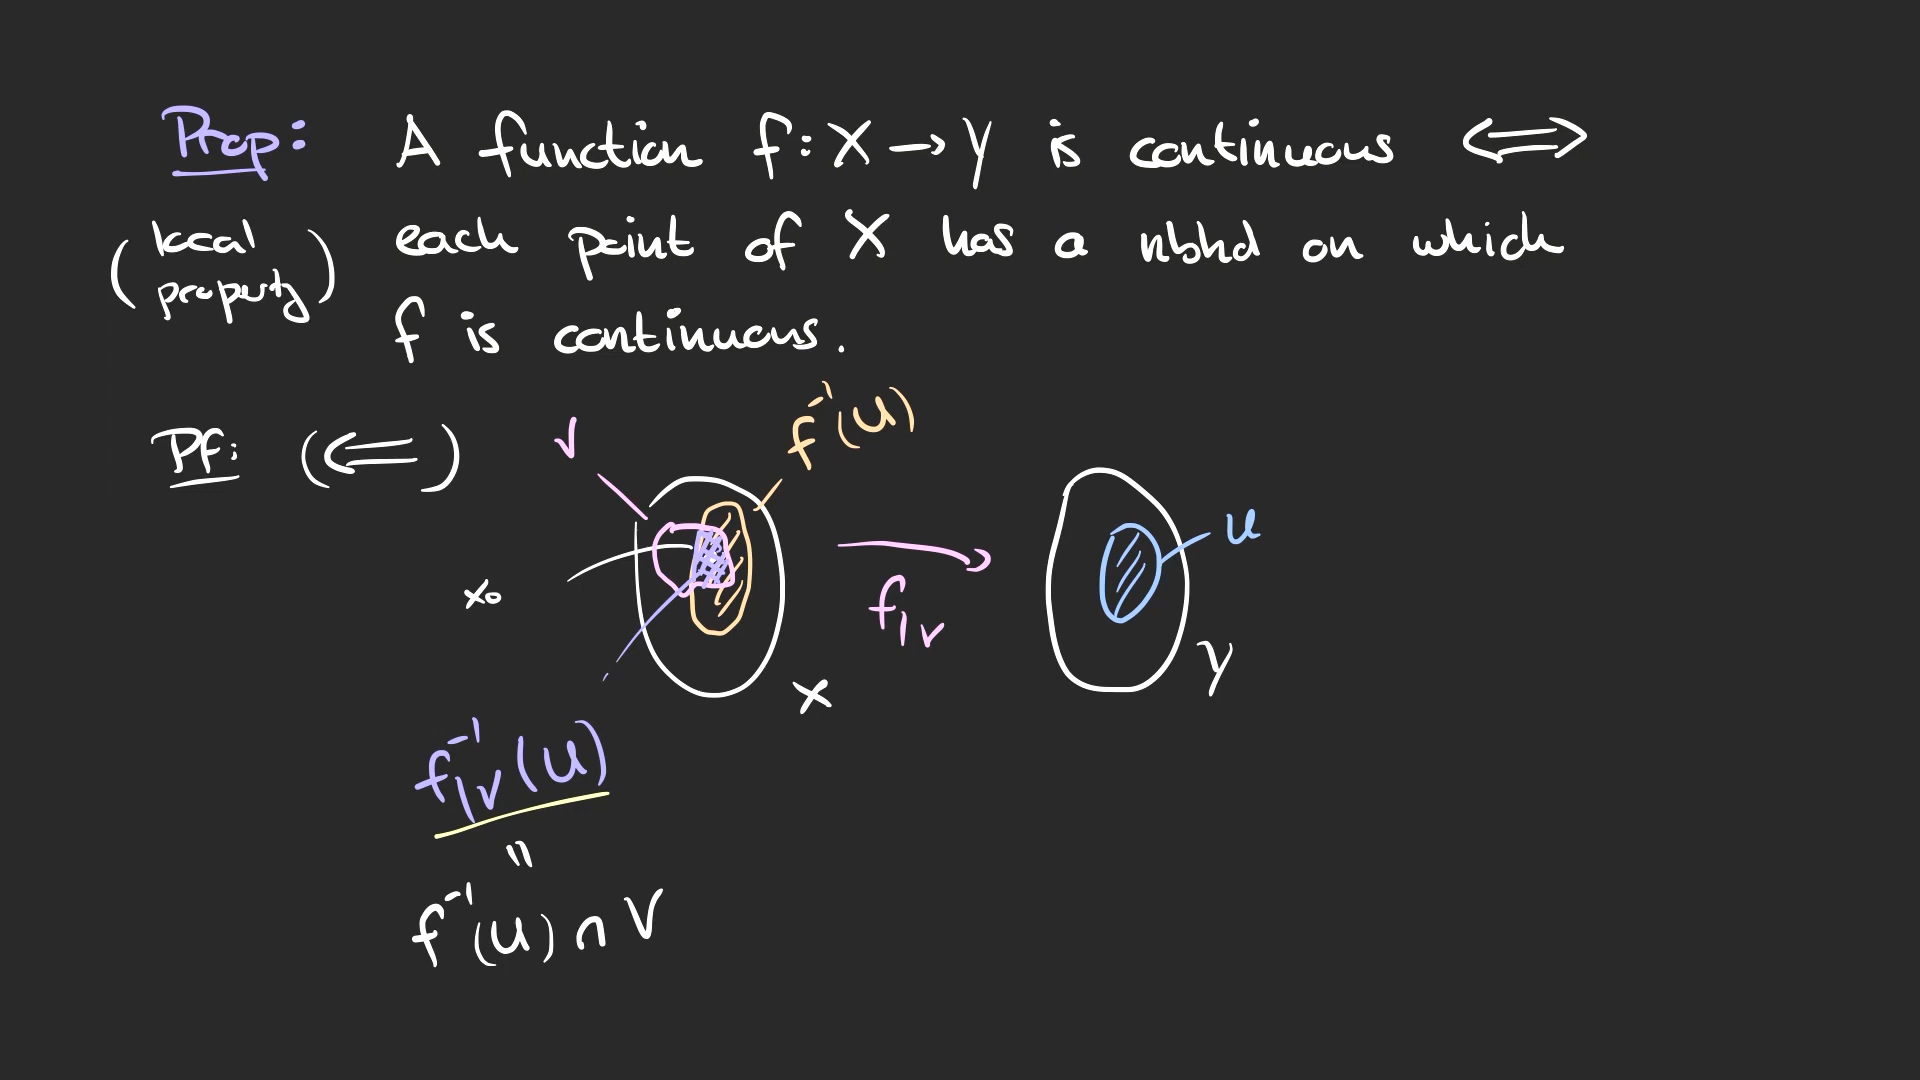 Prop: A function f: X → Y is continuous ⟺
(local property) each point of X has a nbhd on which
f is continuous.
Pf: (⟸)
V
f⁻¹(U)
U
x₀
f|v
Y
X
f|v⁻¹(U)
"
f⁻¹(U) ∩ V